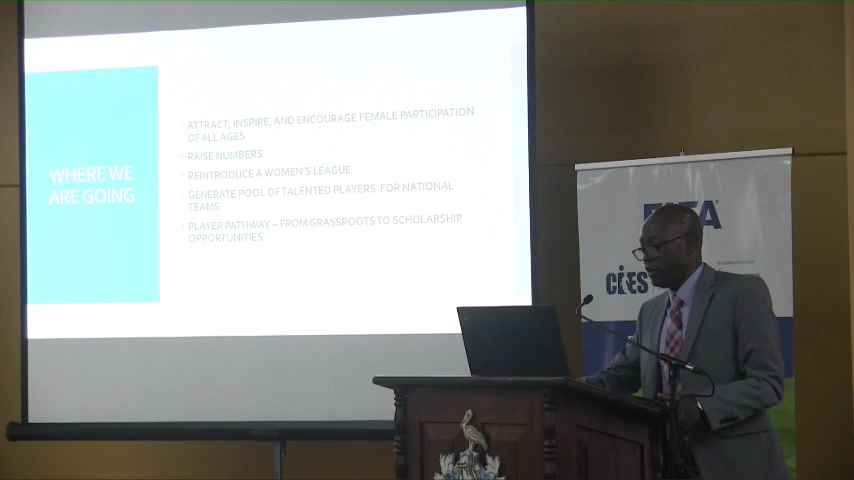 WHERE WE
ARE GOING
· ATTRACT, INSPIRE, AND ENCOURAGE FEMALE PARTICIPATION
OF ALL AGES
· RAISE NUMBERS
· REINTRODUCE A WOMEN'S LEAGUE
· GENERATE POOL OF TALENTED PLAYERS FOR NATIONAL
TEAMS
· PLAYER PATHWAY – FROM GRASSROOTS TO SCHOLARSHIP
OPPORTUNITIES
FIFA
CIES